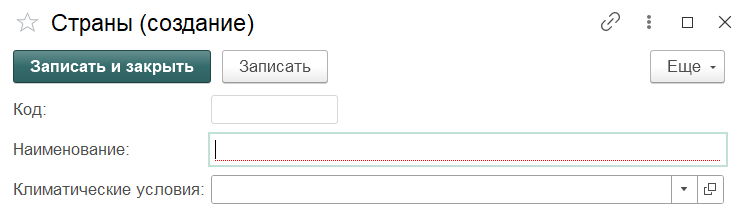 Страны (создание)
Записать и закрыть Записать Еще
Код:
Наименование:
Климатические условия: